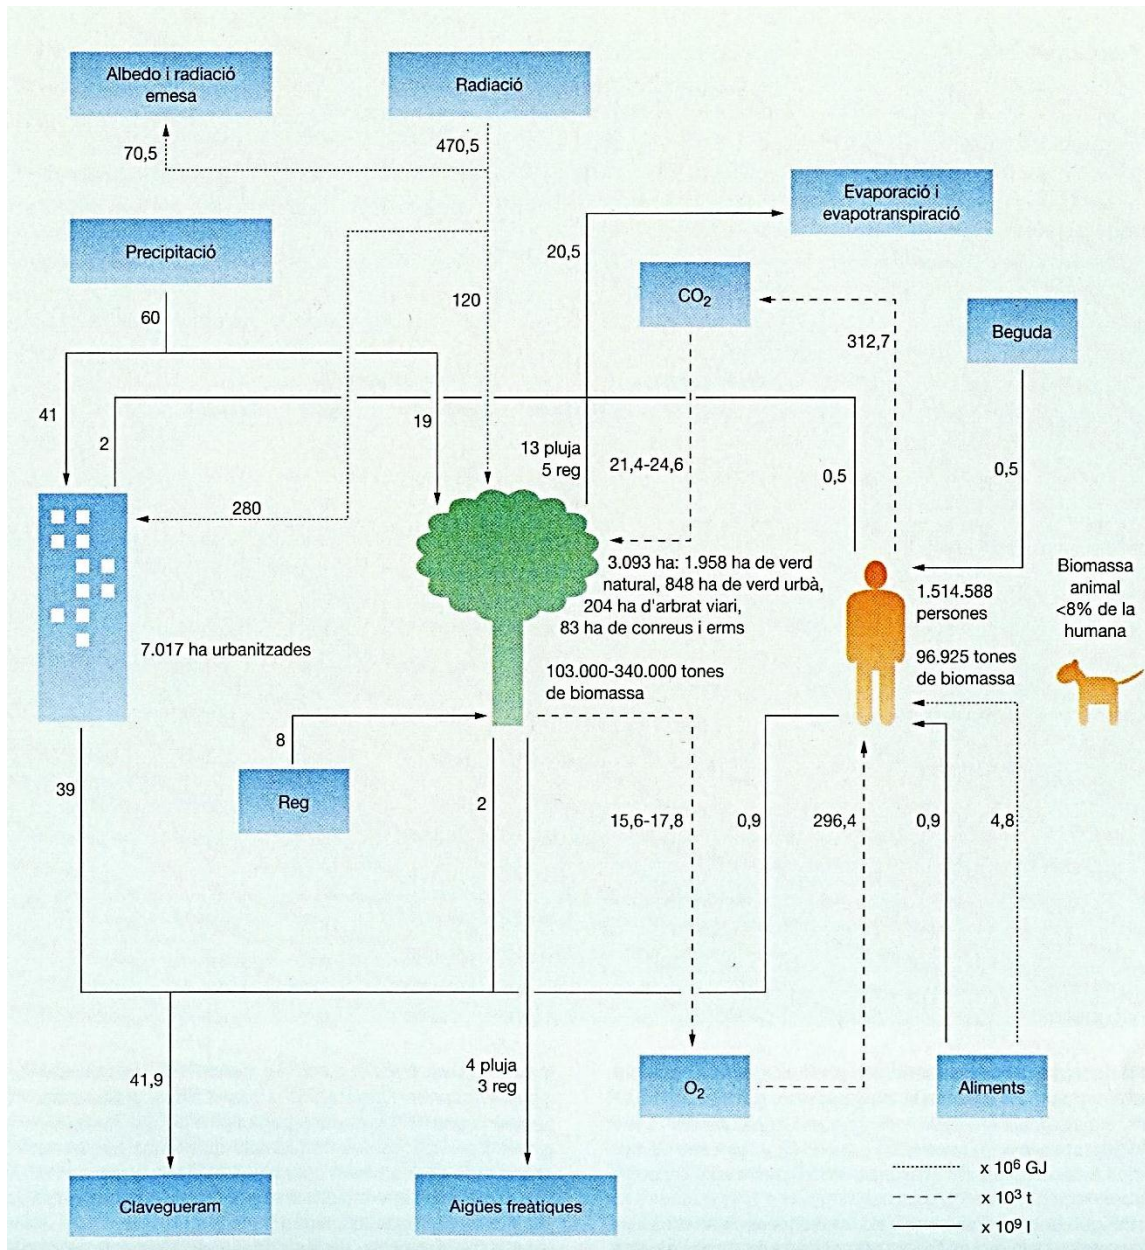 Albedo i radiació
emesa
Radiació
70,5
470,5
Evaporació i
evapotranspiració
Precipitació
20,5
CO2
120
60
Beguda
312,7
41
2
19
13 pluja
5 reg
21,4-24,6
0,5
0,5
280
3.093 ha: 1.958 ha de verd
natural, 848 ha de verd urbà,
204 ha d'arbrat viari,
83 ha de conreus i erms
1.514.588
persones
Biomassa
animal
<8% de la
humana
7.017 ha urbanitzades
103.000-340.000 tones
de biomassa
96.925 tones
de biomassa
8
39
Reg
2
15,6-17,8
0,9
296,4
0,9
4,8
41,9
4 pluja
3 reg
O2
Aliments
x 10⁶ GJ
Clavegueram
Aigües freàtiques
x 10³ t
x 10⁹ l